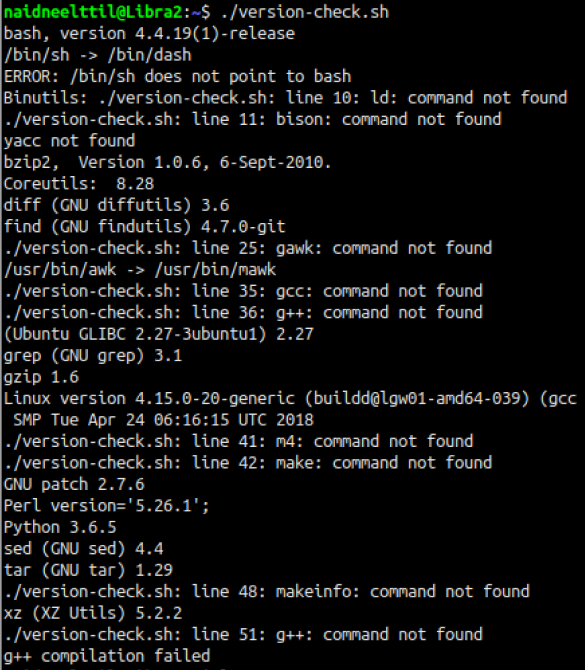 naidneelttil@Libra2:~$ ./version-check.sh
bash, version 4.4.19(1)-release
/bin/sh -> /bin/dash
ERROR: /bin/sh does not point to bash
Binutils: ./version-check.sh: line 10: ld: command not found
./version-check.sh: line 11: bison: command not found
yacc not found
bzip2,  Version 1.0.6, 6-Sept-2010.
Coreutils:  8.28
diff (GNU diffutils) 3.6
find (GNU findutils) 4.7.0-git
./version-check.sh: line 25: gawk: command not found
/usr/bin/awk -> /usr/bin/mawk
./version-check.sh: line 35: gcc: command not found
./version-check.sh: line 36: g++: command not found
(Ubuntu GLIBC 2.27-3ubuntu1) 2.27
grep (GNU grep) 3.1
gzip 1.6
Linux version 4.15.0-20-generic (buildd@lgw01-amd64-039) (gcc
 SMP Tue Apr 24 06:16:15 UTC 2018
./version-check.sh: line 41: m4: command not found
./version-check.sh: line 42: make: command not found
GNU patch 2.7.6
Perl version='5.26.1';
Python 3.6.5
sed (GNU sed) 4.4
tar (GNU tar) 1.29
./version-check.sh: line 48: makeinfo: command not found
xz (XZ Utils) 5.2.2
./version-check.sh: line 51: g++: command not found
g++ compilation failed